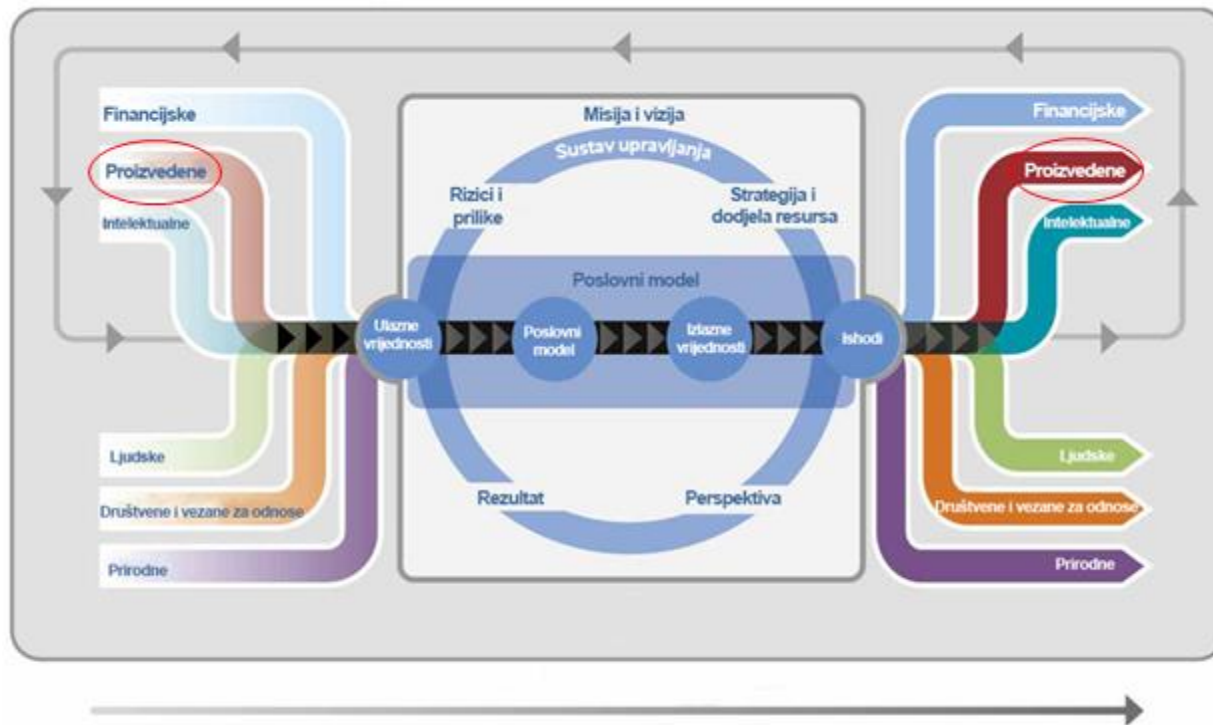 Financijske
Proizvedene
Intelektualne
Ljudske
Društvene i vezane za odnose
Prirodne
Misija i vizija
Sustav upravljanja
Rizici i
prilike
Strategija i
dodjela resursa
Poslovni model
Ulazne
vrijednosti
Poslovni
model
Izlazne
vrijednosti
Ishodi
Rezultat
Perspektiva
Financijske
Proizvedene
Intelektualne
Ljudske
Društvene i vezane za odnose
Prirodne